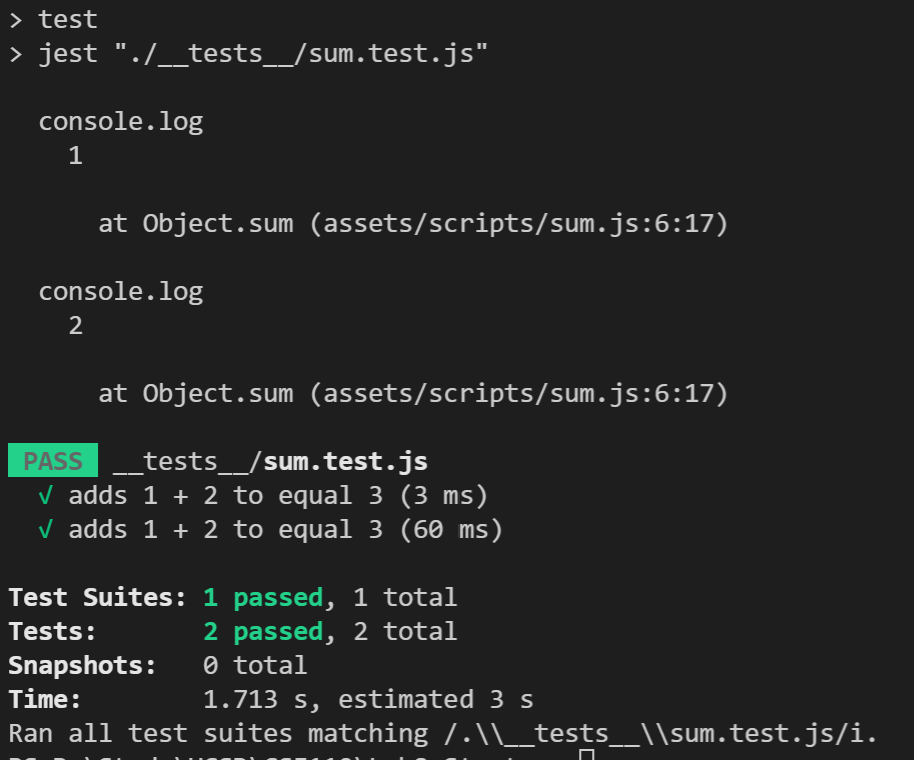 > test
> jest "./__tests__/sum.test.js"
console.log
1
at Object.sum (assets/scripts/sum.js:6:17)
console.log
2
at Object.sum (assets/scripts/sum.js:6:17)
PASS __tests__/sum.test.js
√ adds 1 + 2 to equal 3 (3 ms)
√ adds 1 + 2 to equal 3 (60 ms)
Test Suites: 1 passed, 1 total
Tests: 2 passed, 2 total
Snapshots: 0 total
Time: 1.713 s, estimated 3 s
Ran all test suites matching /.\\__tests__\\sum.test.js/i.